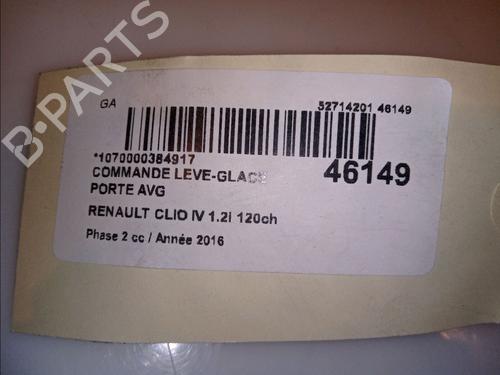 GA
52714201 46149
*1070000384917
46149
COMMANDE LEVE-GLACE
PORTE AVG
RENAULT CLIO IV 1.2i 120ch
Phase 2 cc / Année 2016
B-PARTS